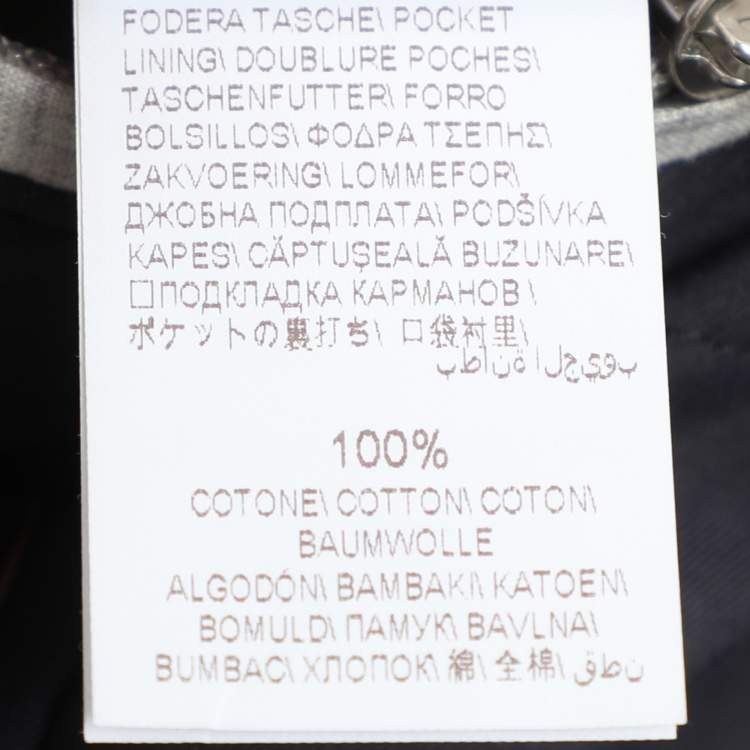 FODERA TASCHE\ POCKET
LINING\ DOUBLURE POCHES\
TASCHENFUTTER\ FORRO
BOLSILLOS\ ΦΟΔΡΑ ΤΣΕΠΗΣ\
ZAKVOERING\ LOMMEFOR\
ДЖОБНА ПОДПЛАТА\ PODŠÍVKA
KAPES\ CĂPTUȘEALĂ BUZUNARE\
□ПОДКЛАДКА КАРМАНОВ\
ポケットの裏打ち\ 口袋衬里\
بطانة الجيوب
100%
COTONE\ COTTON\ COTON\
BAUMWOLLE
ALGODÓN\ BAMBAKI\ KATOEN\
BOMULD\ ПАМУК\ BAVLNA\
BUMBAC\ ХЛОПОК\ 綿\ 全棉\ قطن